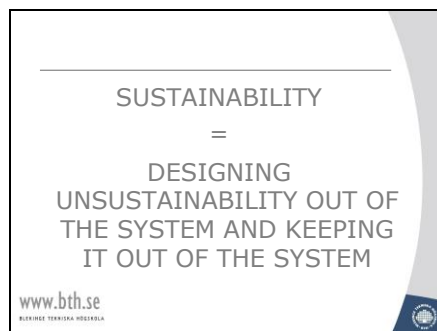 SUSTAINABILITY
=
DESIGNING
UNSUSTAINABILITY OUT OF
THE SYSTEM AND KEEPING
IT OUT OF THE SYSTEM
www.bth.se
BLEKINGE TEKNISKA HÖGSKOLA